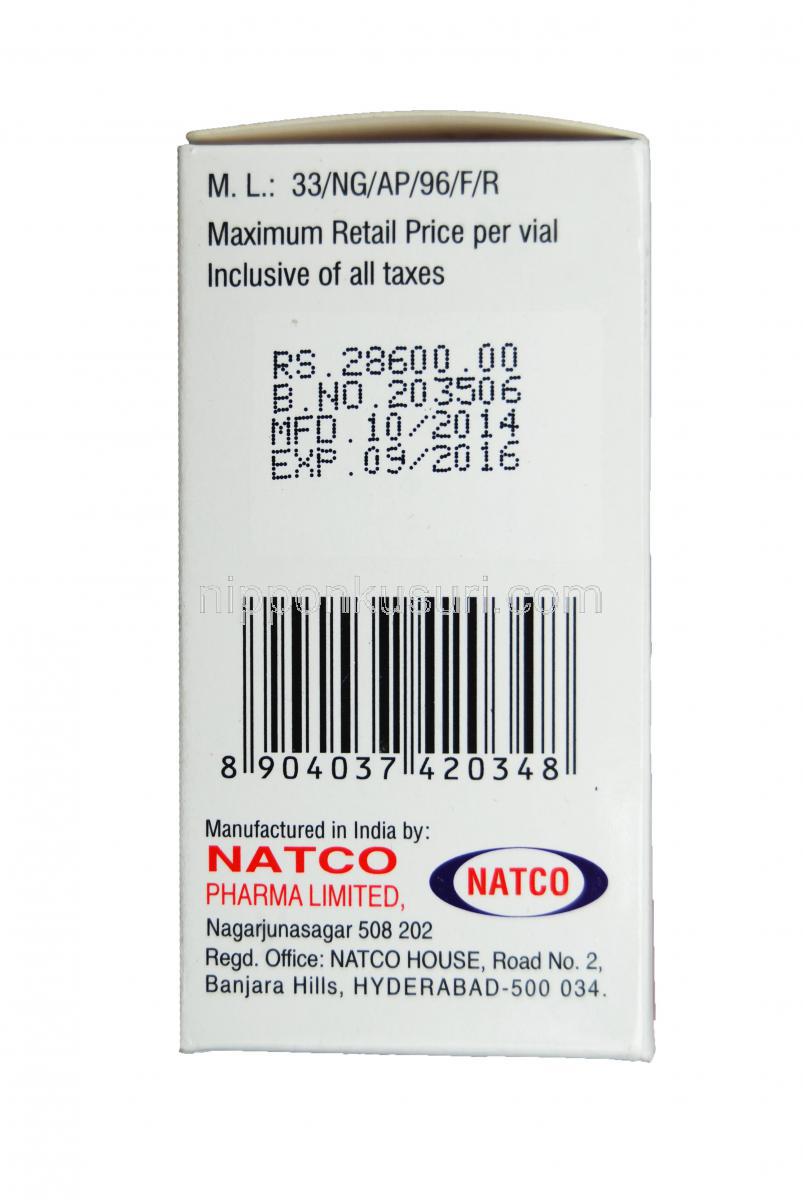 M. L.: 33/NG/AP/96/F/R
Maximum Retail Price per vial
Inclusive of all taxes
RS.28600.00
B.NO.203506
MFD.10/2014
EXP.09/2016
nipponkusuri.com
8 904037 420348
Manufactured in India by:
NATCO
PHARMA LIMITED,
NATCO
Nagarjunasagar 508 202
Regd. Office: NATCO HOUSE, Road No. 2,
Banjara Hills, HYDERABAD-500 034.